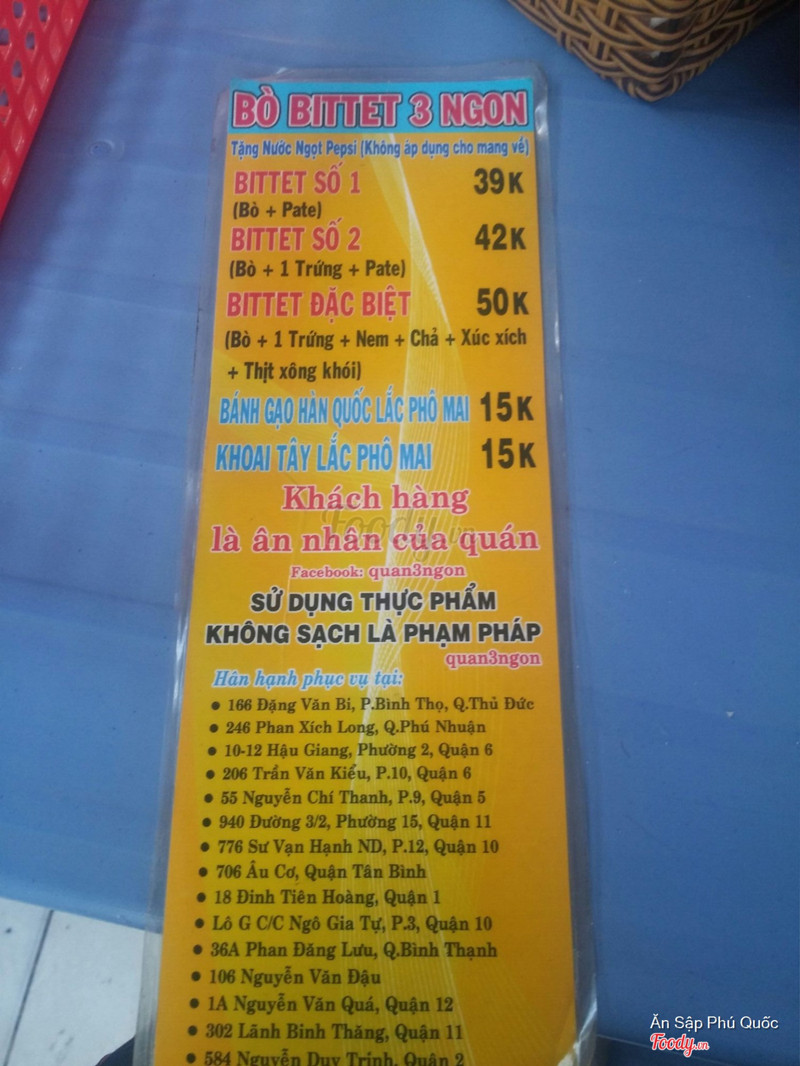 BÒ BITTET 3 NGON
Tặng Nước Ngọt Pepsi (Không áp dụng cho mang về)
BITTET SỐ 1 39K
(Bò + Pate)
BITTET SỐ 2 42K
(Bò + 1 Trứng + Pate)
BITTET ĐẶC BIỆT 50K
(Bò + 1 Trứng + Nem + Chả + Xúc xích
+ Thịt xông khói)
BÁNH GẠO HÀN QUỐC LẮC PHÔ MAI 15K
KHOAI TÂY LẮC PHÔ MAI 15K
Khách hàng
là ân nhân của quán
Facebook: quan3ngon
SỬ DỤNG THỰC PHẨM
KHÔNG SẠCH LÀ PHẠM PHÁP
quan3ngon
Hân hạnh phục vụ tại:
• 166 Đặng Văn Bi, P.Bình Thọ, Q.Thủ Đức
• 246 Phan Xích Long, Q.Phú Nhuận
• 10-12 Hậu Giang, Phường 2, Quận 6
• 206 Trần Văn Kiểu, P.10, Quận 6
• 55 Nguyễn Chí Thanh, P.9, Quận 5
• 940 Đường 3/2, Phường 15, Quận 11
• 776 Sư Vạn Hạnh ND, P.12, Quận 10
• 706 Âu Cơ, Quận Tân Bình
• 18 Đinh Tiên Hoàng, Quận 1
• Lô G C/C Ngô Gia Tự, P.3, Quận 10
• 36A Phan Đăng Lưu, Q.Bình Thạnh
• 106 Nguyễn Văn Đậu
• 1A Nguyễn Văn Quá, Quận 12
• 302 Lãnh Binh Thăng, Quận 11
• 584 Nguyễn Duy Trinh, Quận 2
Foody.vn
Ăn Sập Phú Quốc
Foody.vn